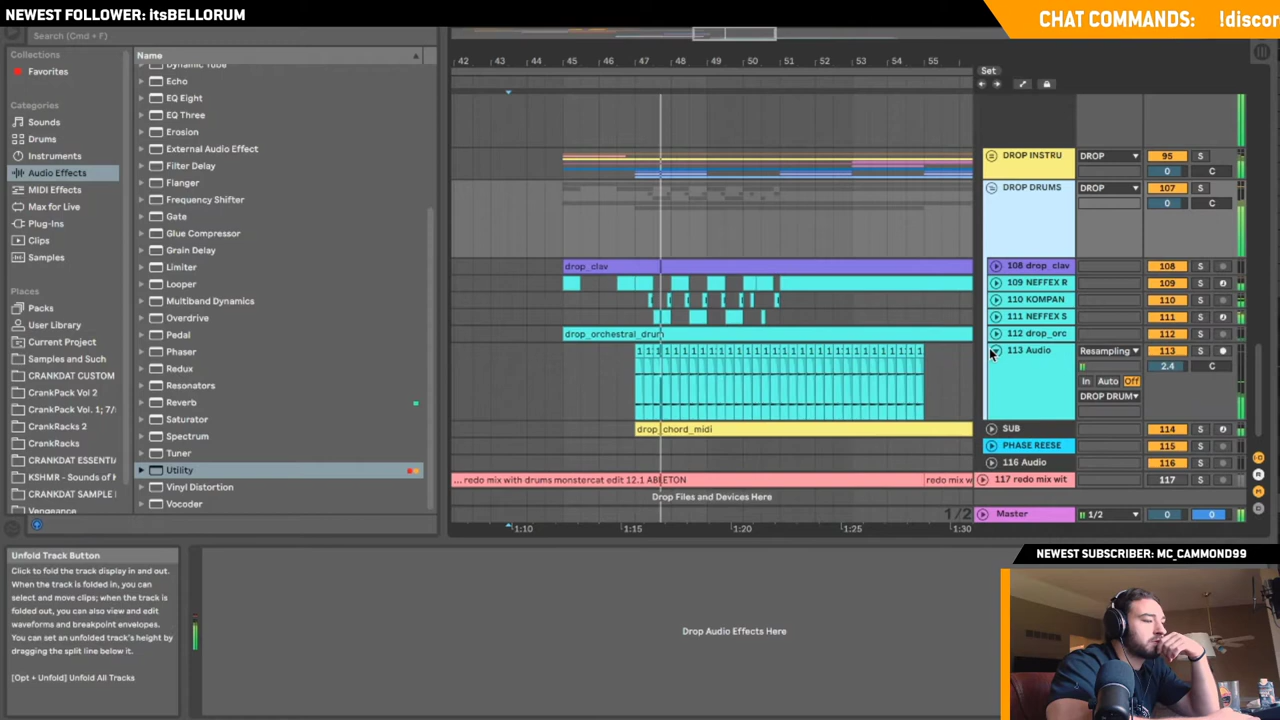 NEWEST FOLLOWER: itsBELLORUM
CHAT COMMANDS: !discor
Search (Cmd + F)
Collections
Favorites
Categories
Sounds
Drums
Instruments
Audio Effects
MIDI Effects
Max for Live
Plug-Ins
Clips
Samples
Places
Packs
User Library
Current Project
Samples and Such
CRANKDAT CUSTOM
CrankPack Vol 2
CrankPack Vol. 1; 7/
CrankRacks 2
CrankRacks
CRANKDAT ESSENTIA
KSHMR - Sounds of K
CRANKDAT SAMPLE
Vengeance
Name
Dynamic Tube
Echo
EQ Eight
EQ Three
Erosion
External Audio Effect
Filter Delay
Flanger
Frequency Shifter
Gate
Glue Compressor
Grain Delay
Limiter
Looper
Multiband Dynamics
Overdrive
Pedal
Phaser
Redux
Resonators
Reverb
Saturator
Spectrum
Tuner
Utility
Vinyl Distortion
Vocoder
42 43 44 45 46 47 48 49 50 51 52 53 54 55
Set
DROP INSTRU DROP 95 S
0 C
DROP DRUMS DROP 107 S
0 C
drop_clav 108 drop_clav 108 S
109 NEFFEX R 109 S
110 KOMPAN 110 S
111 NEFFEX S 111 S
drop_orchestral_drum 112 drop_orc 112 S
113 Audio Resampling 113 S
2.4 C
In Auto Off
DROP DRUM
SUB 114 S
drop_chord_midi
PHASE REESE 115 S
116 Audio 116 S
... redo mix with drums monstercat edit 12.1 ABLETON redo mix w 117 redo mix wit 117 S
Drop Files and Devices Here
1/2
Master 1/2 0 0
1:10 1:15 1:20 1:25 1:30
Unfold Track Button
Click to fold the track display in and out.
When the track is folded in, you can
select and move clips; when the track is
folded out, you can also view and edit
waveforms and breakpoint envelopes.
You can set an unfolded track's height by
dragging the split line below it.
[Opt + Unfold] Unfold All Tracks
Drop Audio Effects Here
NEWEST SUBSCRIBER: MC_CAMMOND99